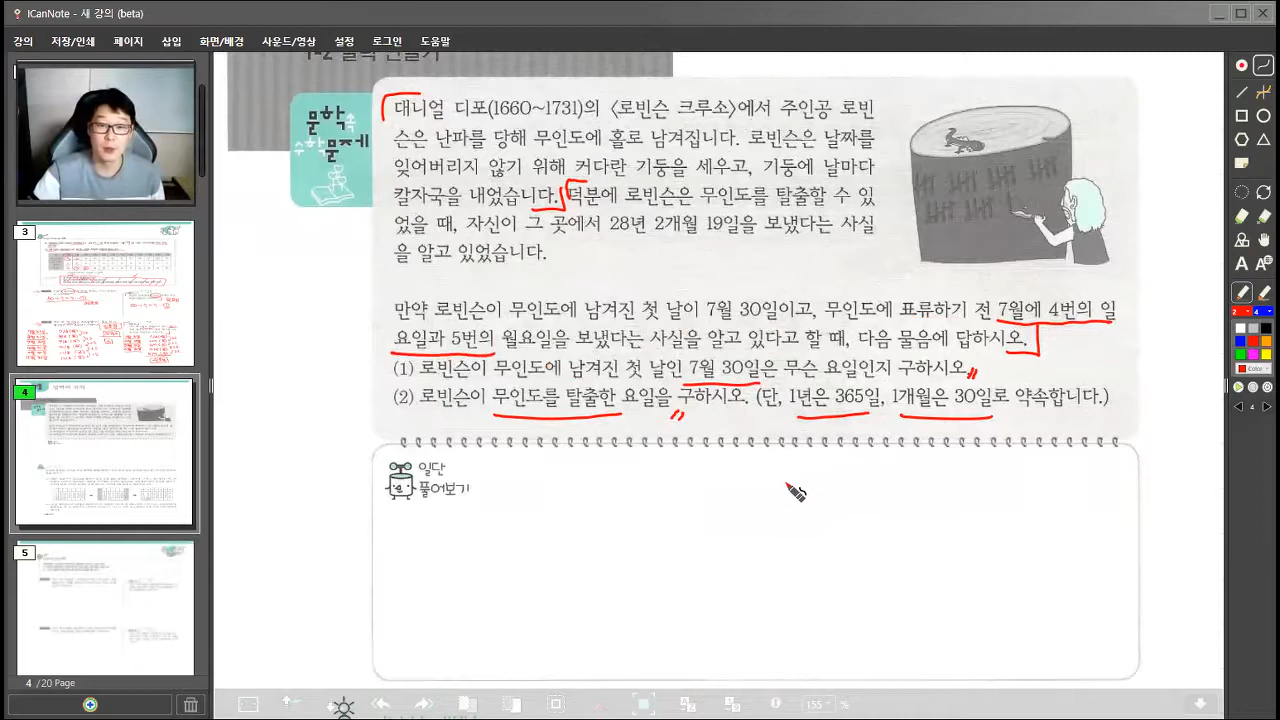 ICanNote - 새 강의 (beta)
강의 저장/인쇄 페이지 삽입 화면/배경 사운드/영상 설정 로그인 도움말
문학속
수학문제
대니얼 디포(1660~1731)의 〈로빈슨 크루소〉에서 주인공 로빈
슨은 난파를 당해 무인도에 홀로 남겨집니다. 로빈슨은 날짜를
잊어버리지 않기 위해 커다란 기둥을 세우고, 기둥에 날마다
칼자국을 내었습니다. 덕분에 로빈슨은 무인도를 탈출할 수 있
었을 때, 자신이 그 곳에서 28년 2개월 19일을 보냈다는 사실
을 알고 있었습니다.
만약 로빈슨이 무인도에 남겨진 첫 날이 7월 30일이고, 무인도에 표류하기 전 7월에 4번의 일
요일과 5번의 월요일을 보냈다는 사실을 알고 있다고 할 때, 다음 물음에 답하시오.
(1) 로빈슨이 무인도에 남겨진 첫 날인 7월 30일은 무슨 요일인지 구하시오.
(2) 로빈슨이 무인도를 탈출한 요일을 구하시오. (단, 1년은 365일, 1개월은 30일로 약속합니다.)
일단
풀어보기
3
4
5
4 /20 Page
A A
2 4
Color
4
155 %